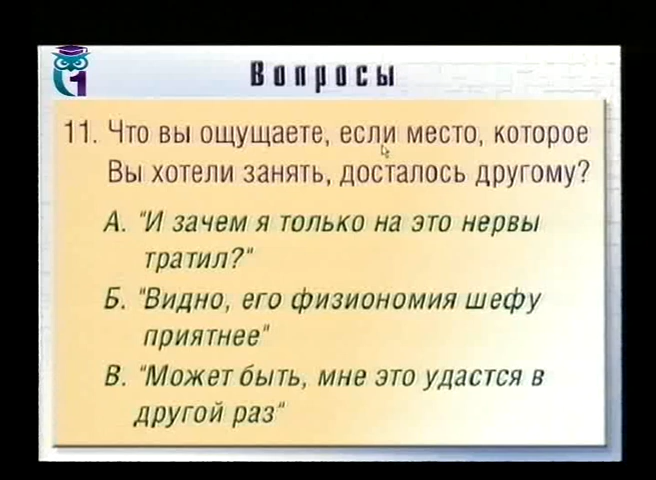 1
Вопросы
11. Что вы ощущаете, если место, которое
Вы хотели занять, досталось другому?
А. "И зачем я только на это нервы
тратил?"
Б. "Видно, его физиономия шефу
приятнее"
В. "Может быть, мне это удастся в
другой раз"